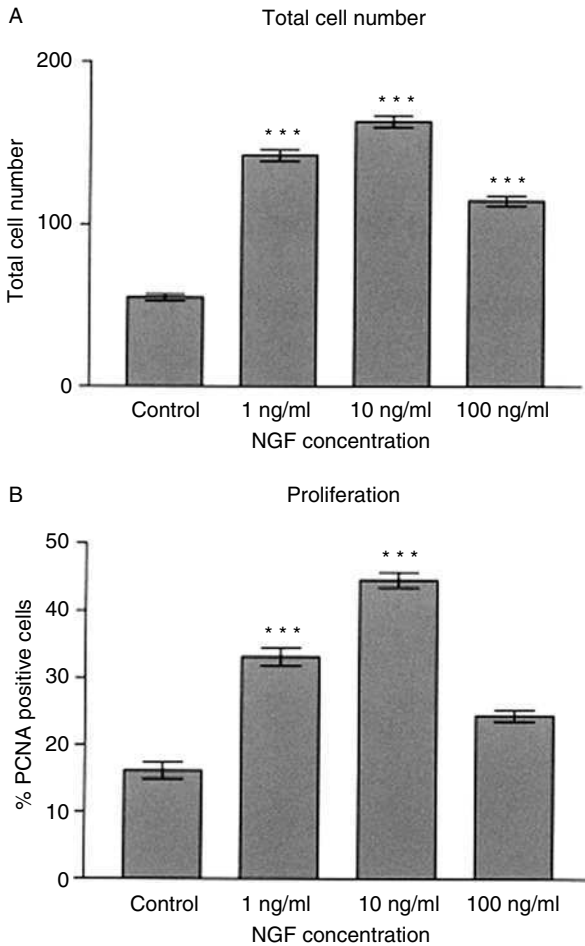 A
Total cell number
Total cell number
200
100
0
* * *
* * *
* * *
Control 1 ng/ml 10 ng/ml 100 ng/ml
NGF concentration
B
Proliferation
% PCNA positive cells
50
40
30
20
10
0
* * *
* * *
Control 1 ng/ml 10 ng/ml 100 ng/ml
NGF concentration